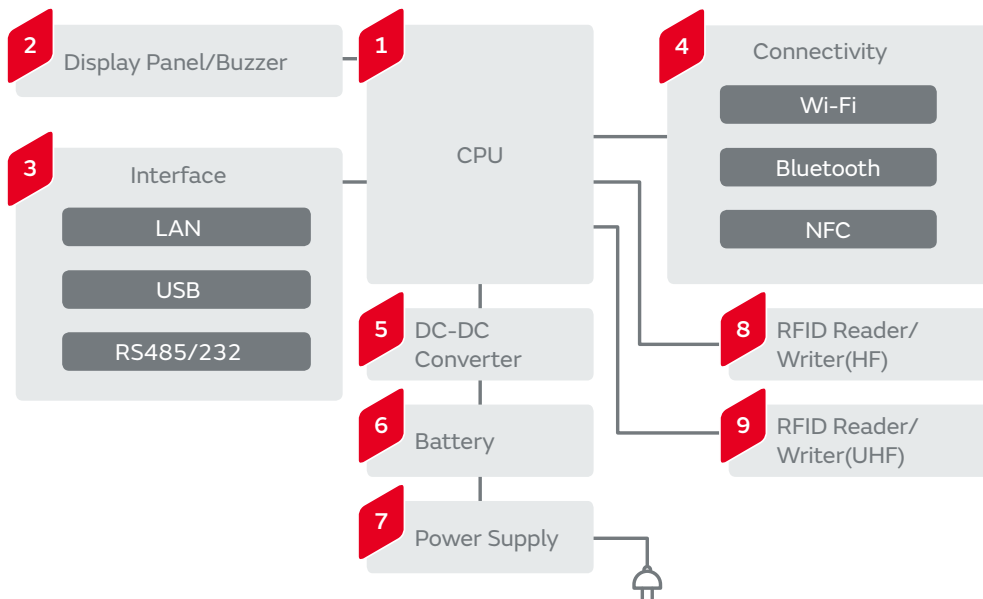 2
Display Panel/Buzzer
1
CPU
4
Connectivity
Wi-Fi
Bluetooth
NFC
3
Interface
LAN
USB
RS485/232
5
DC-DC
Converter
8
RFID Reader/
Writer(HF)
6
Battery
9
RFID Reader/
Writer(UHF)
7
Power Supply